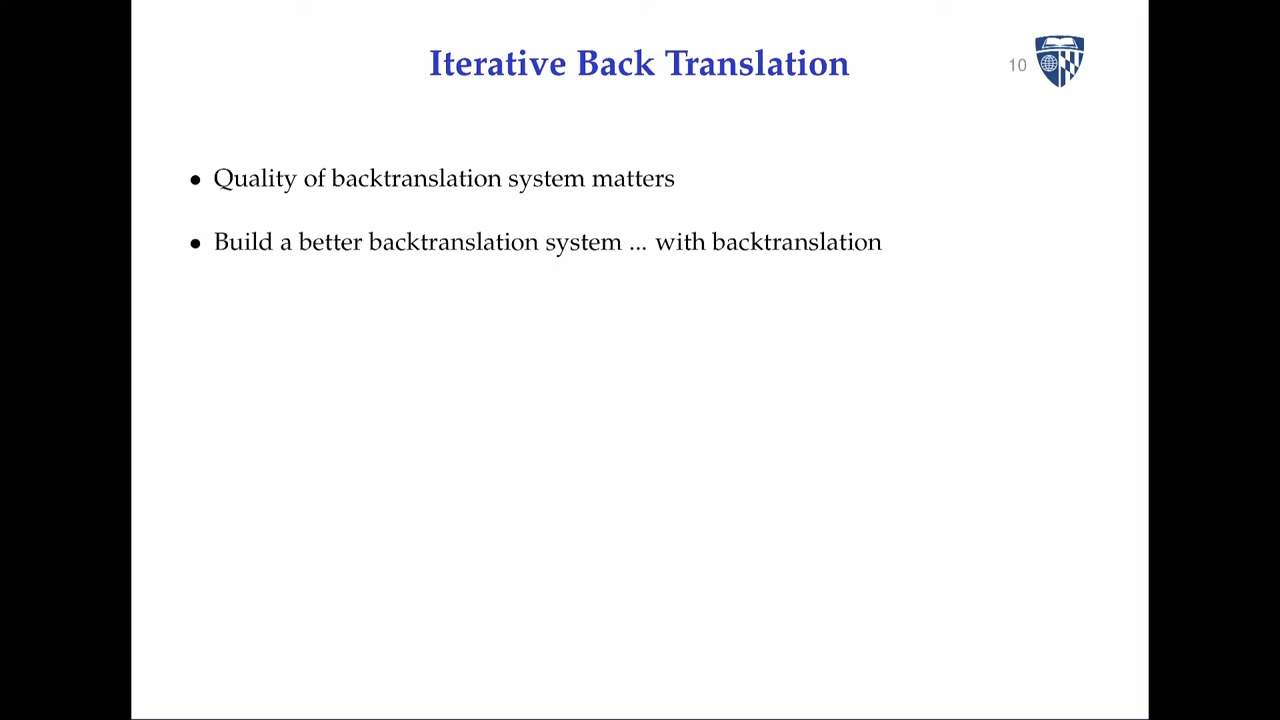 Iterative Back Translation
10
• Quality of backtranslation system matters
• Build a better backtranslation system ... with backtranslation